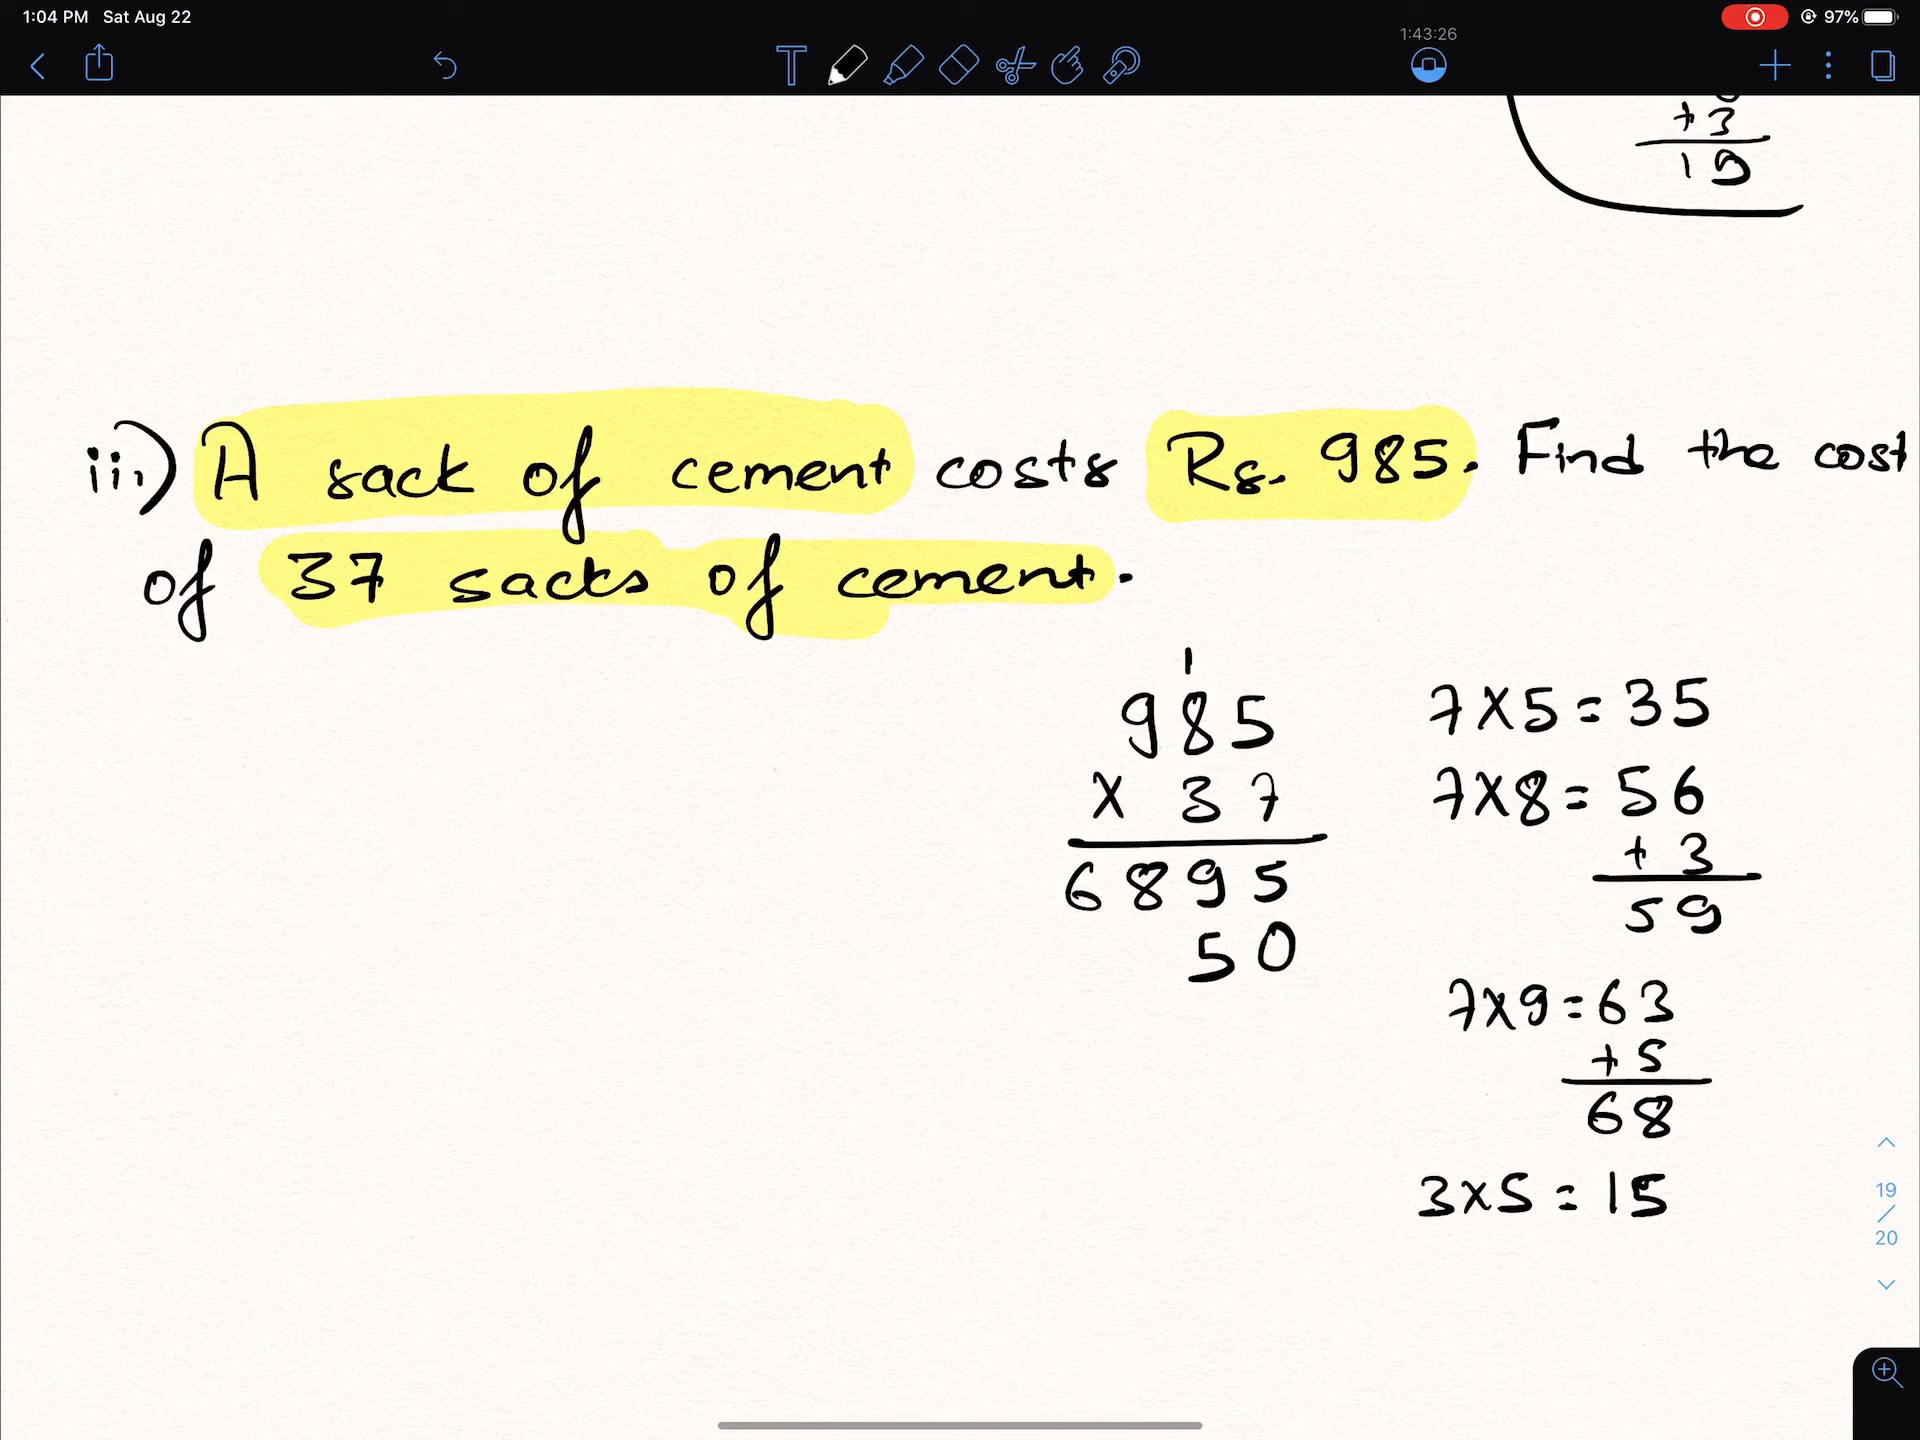 1:04 PM Sat Aug 22
97%
1:43:26
T
+3
19
iii) A sack of cement costs Rs. 985. Find the cost
of 37 sacks of cement.
1
985
X 37
6895
50
7X5=35
7X8=56
+3
59
7x9=63
+5
68
3x5=15
19
/
20